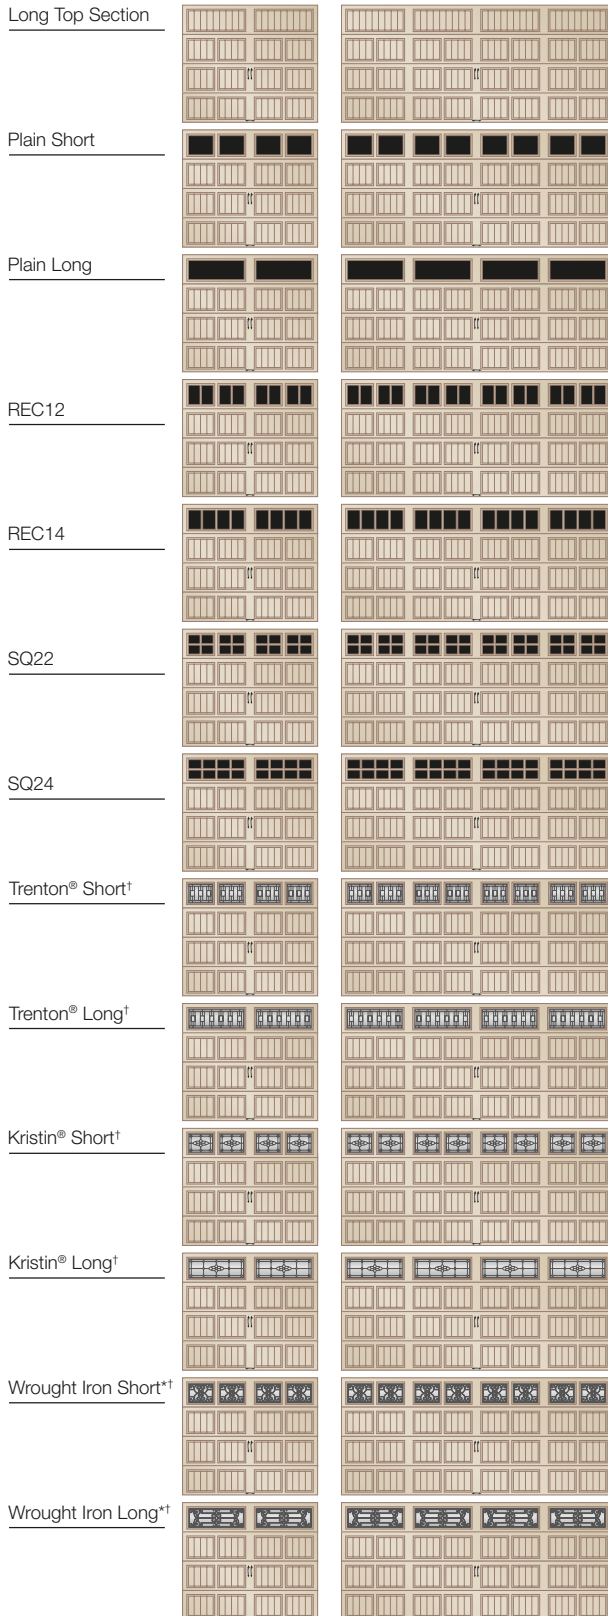 Long Top Section
Plain Short
Plain Long
REC12
REC14
SQ22
SQ24
Trenton® Short†
Trenton® Long†
Kristin® Short†
Kristin® Long†
Wrought Iron Short*†
Wrought Iron Long*†